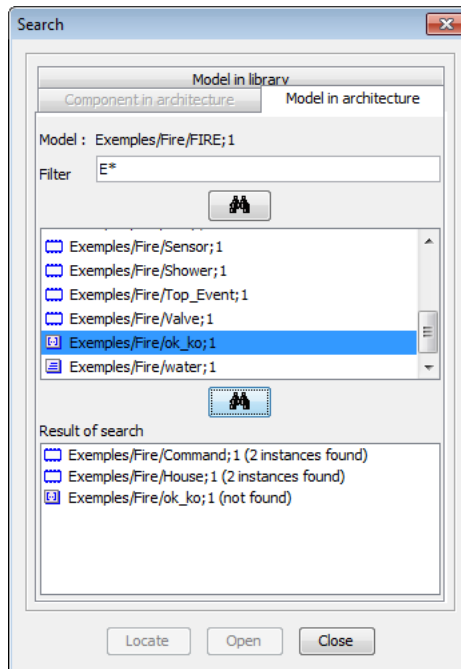 Search
Model in library
Component in architecture Model in architecture
Model : Exemples/Fire/FIRE;1
Filter E*
Exemples/Fire/Sensor;1
Exemples/Fire/Shower;1
Exemples/Fire/Top_Event;1
Exemples/Fire/Valve;1
Exemples/Fire/ok_ko;1
Exemples/Fire/water;1
Result of search
Exemples/Fire/Command;1 (2 instances found)
Exemples/Fire/House;1 (2 instances found)
Exemples/Fire/ok_ko;1 (not found)
Locate Open Close